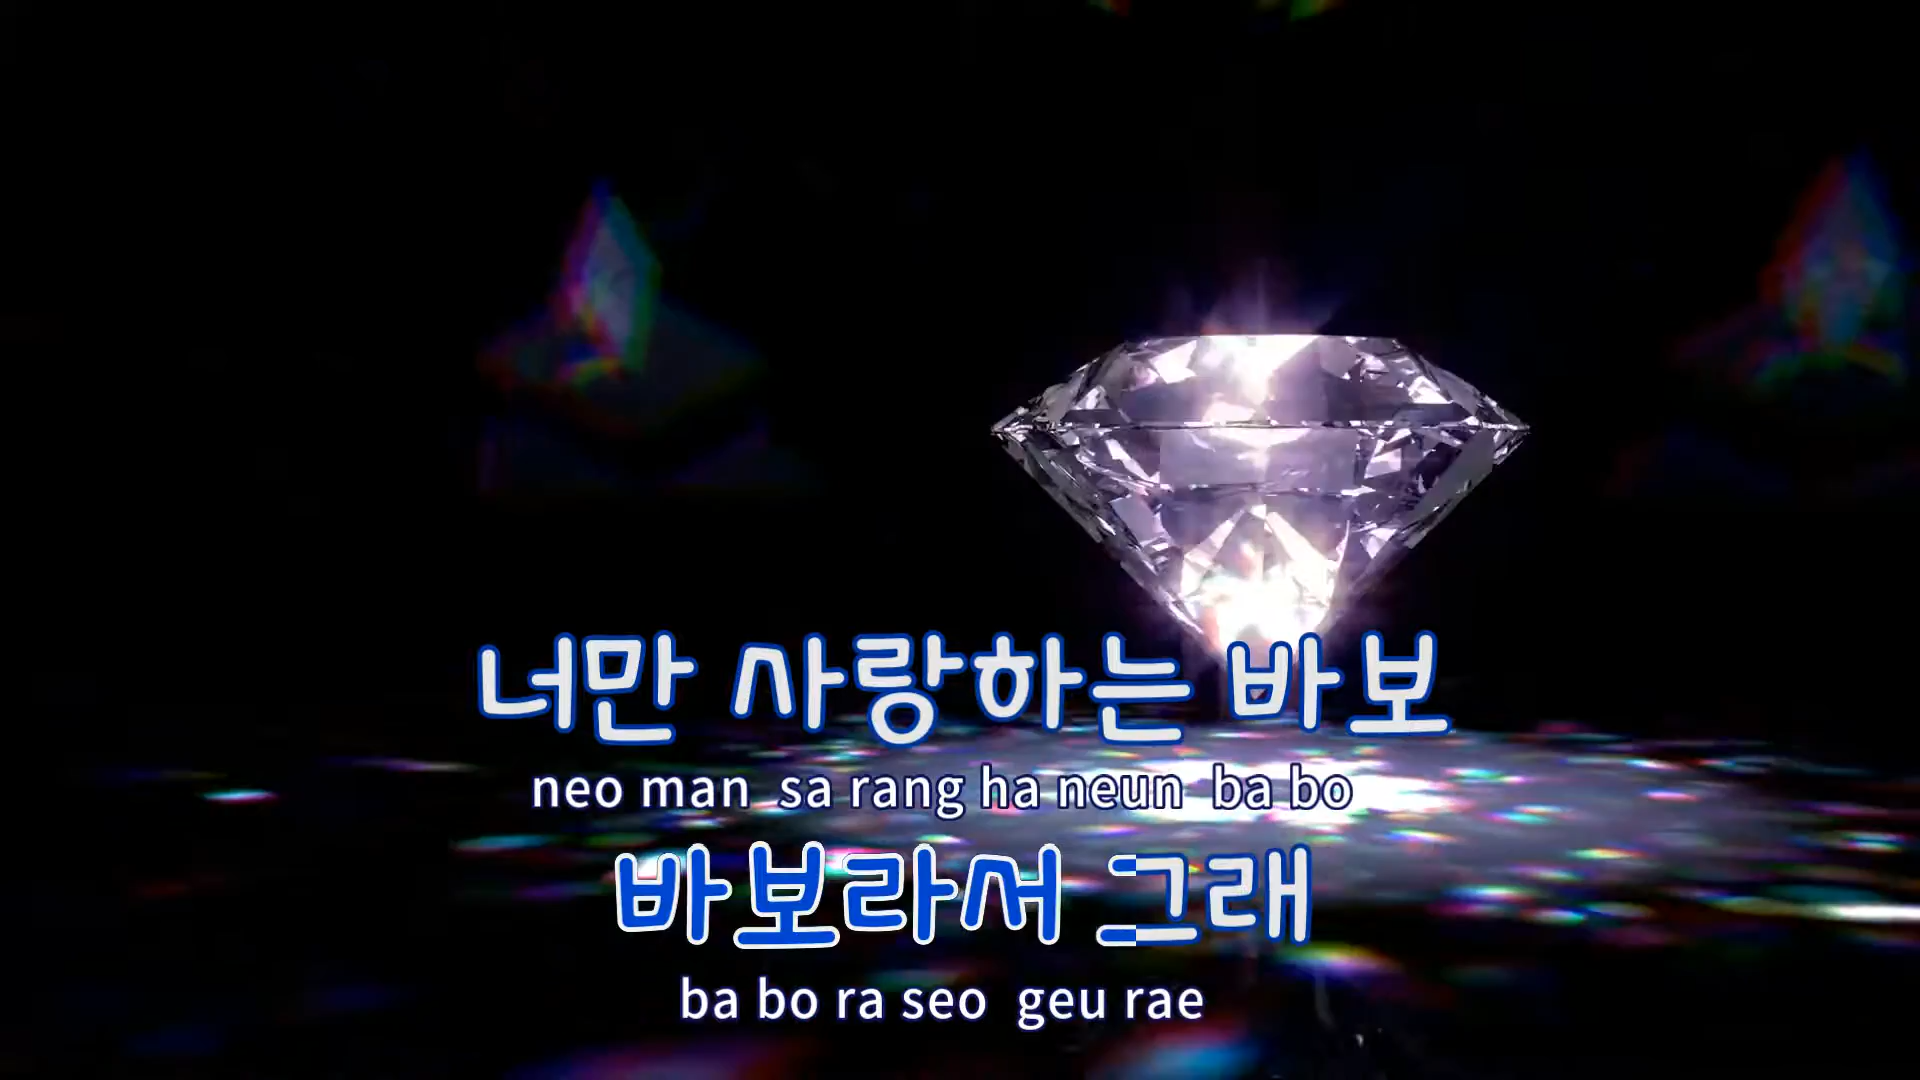 너만 사랑하는 바보
neo man sa rang ha neun ba bo
바보라서 그래
ba bo ra seo geu rae